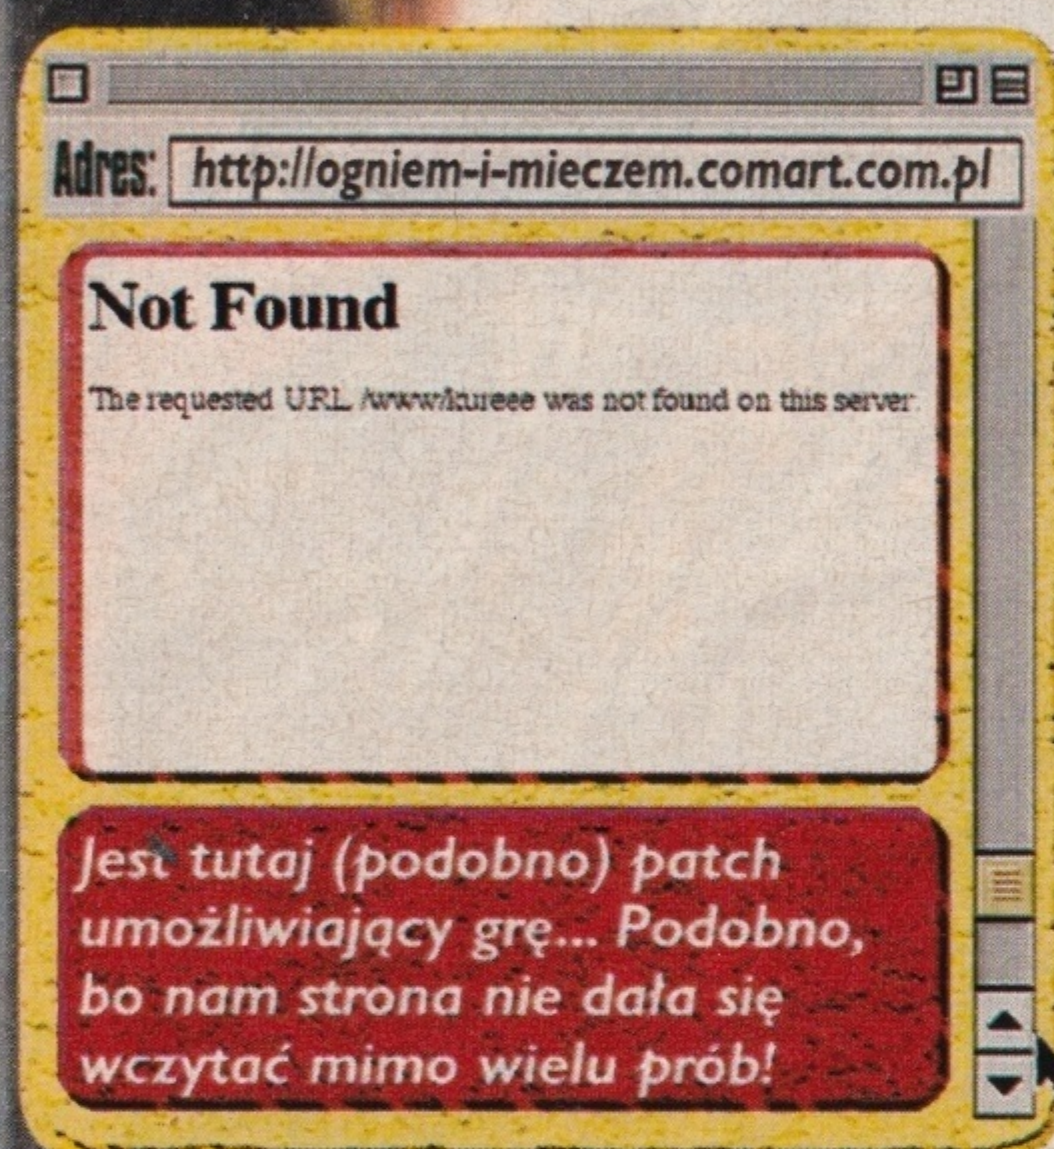 Adres: http://ogniem-i-mieczem.comart.com.pl
Not Found
The requested URL /www/kureee was not found on this server.
Jest tutaj (podobno) patch
umożliwiający grę... Podobno,
bo nam strona nie dała się
wczytać mimo wielu prób!